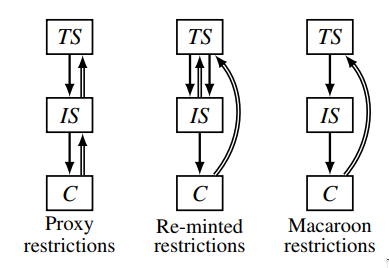 TS TS TS
IS IS IS
C C C
Proxy Re-minted Macaroon
restrictions restrictions restrictions